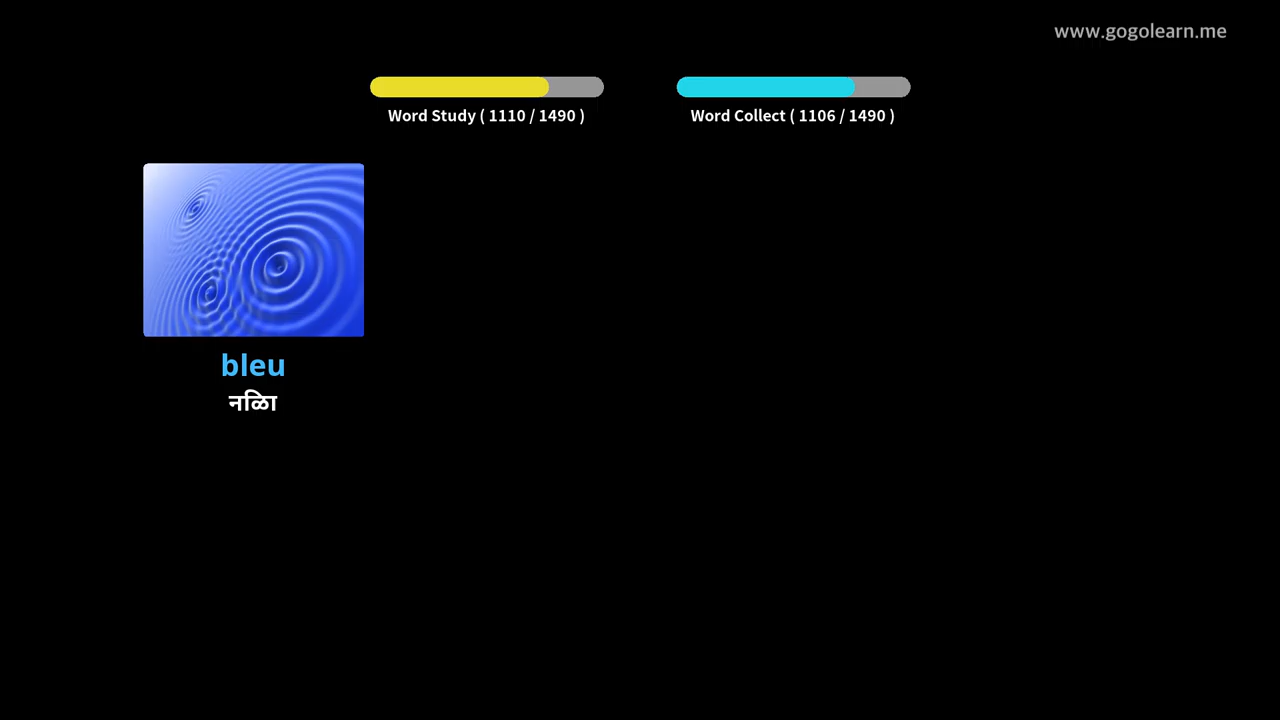 www.gogolearn.me
Word Study ( 1110 / 1490 )
Word Collect ( 1106 / 1490 )
bleu
नळिा